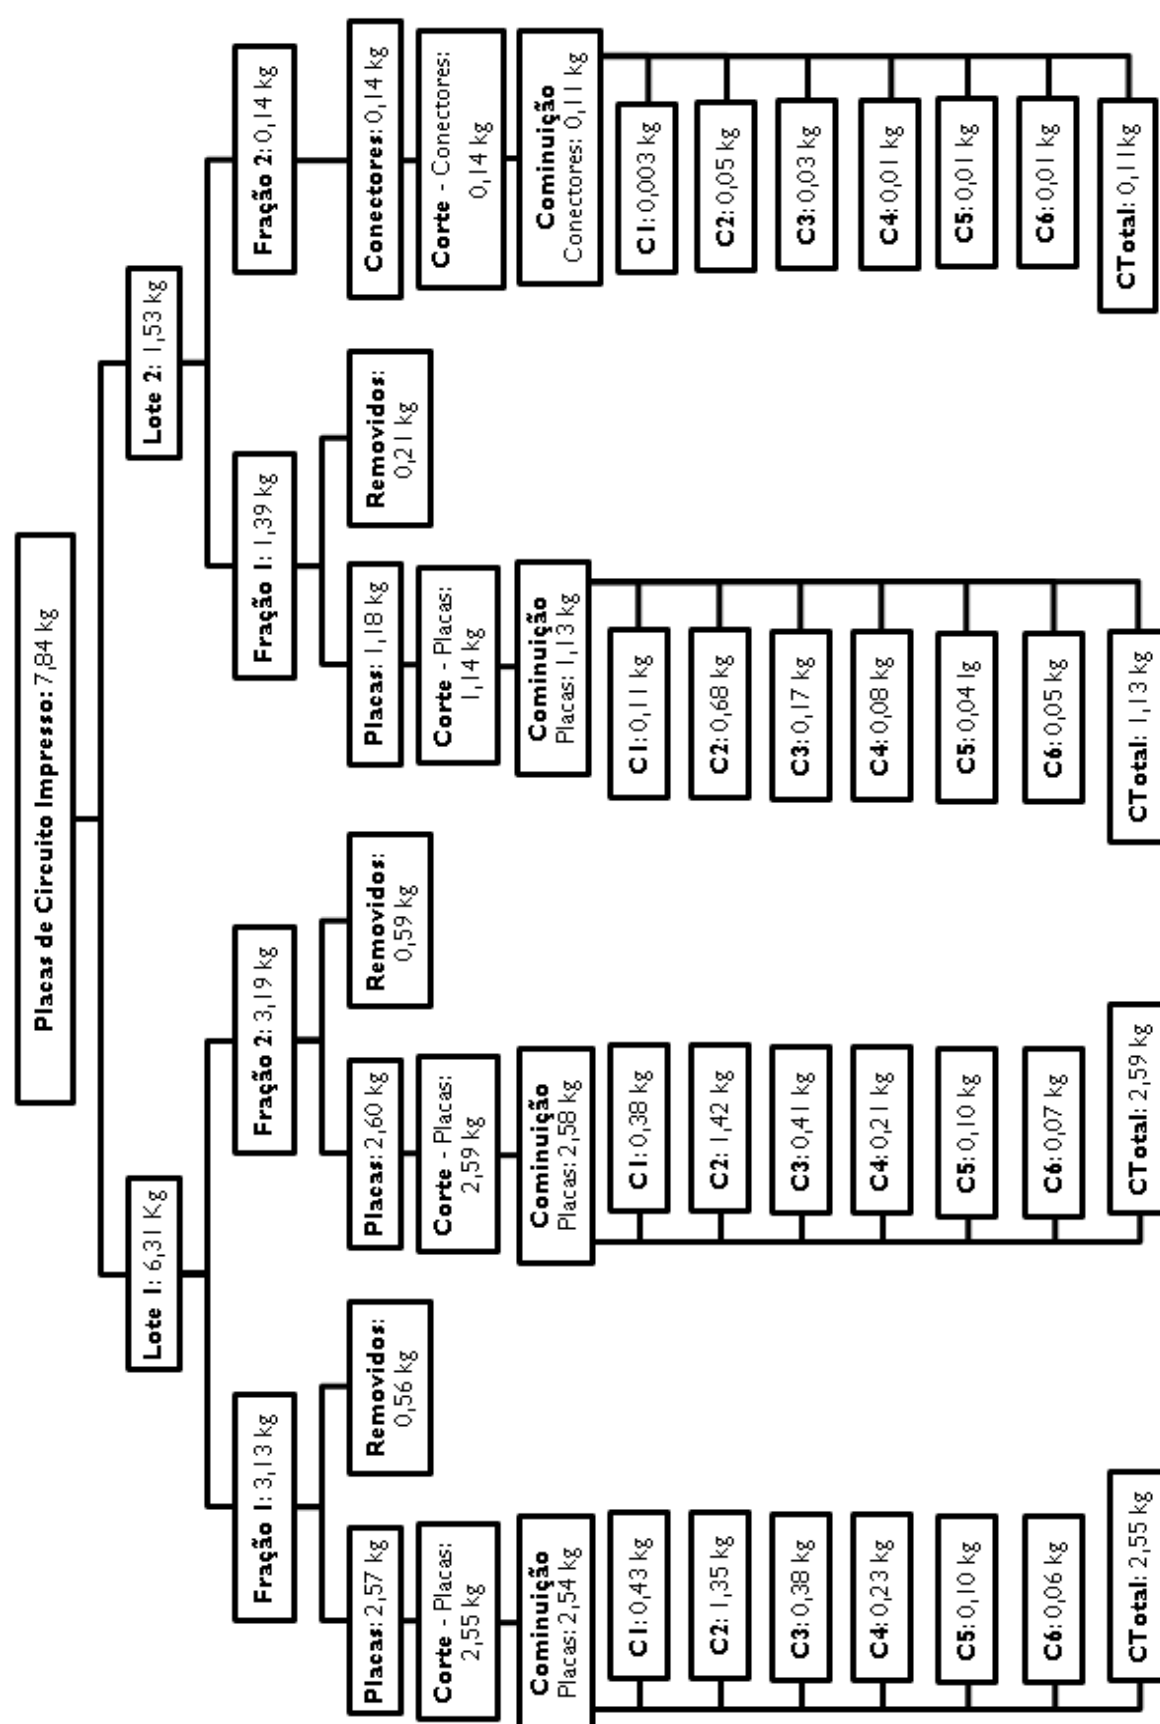 Placas de Circuito Impresso: 7,84 kg
Lote 1: 6,31 Kg
Lote 2: 1,53 kg
Fração 1: 3,13 kg
Fração 2: 3,19 kg
Fração 1: 1,39 kg
Fração 2: 0,14 kg
Placas: 2,57 kg
Removidos:
0,56 kg
Placas: 2,60 kg
Removidos:
0,59 kg
Placas: 1,18 kg
Removidos:
0,21 kg
Conectores: 0,14 kg
Corte - Placas:
2,55 kg
Corte - Placas:
2,59 kg
Corte - Placas:
1,14 kg
Corte - Conectores:
0,14 kg
Cominuição
Placas: 2,54 kg
Cominuição
Placas: 2,58 kg
Cominuição
Placas: 1,13 kg
Cominuição
Conectores: 0,11 kg
C1: 0,43 kg
C1: 0,38 kg
C1: 0,11 kg
C1: 0,003 kg
C2: 1,35 kg
C2: 1,42 kg
C2: 0,68 kg
C2: 0,05 kg
C3: 0,38 kg
C3: 0,41 kg
C3: 0,17 kg
C3: 0,03 kg
C4: 0,23 kg
C4: 0,21 kg
C4: 0,08 kg
C4: 0,01 kg
C5: 0,10 kg
C5: 0,10 kg
C5: 0,04 lg
C5: 0,01 kg
C6: 0,06 kg
C6: 0,07 kg
C6: 0,05 kg
C6: 0,01 kg
CTotal: 2,55 kg
CTotal: 2,59 kg
CTotal: 1,13 kg
CTotal: 0,11kg